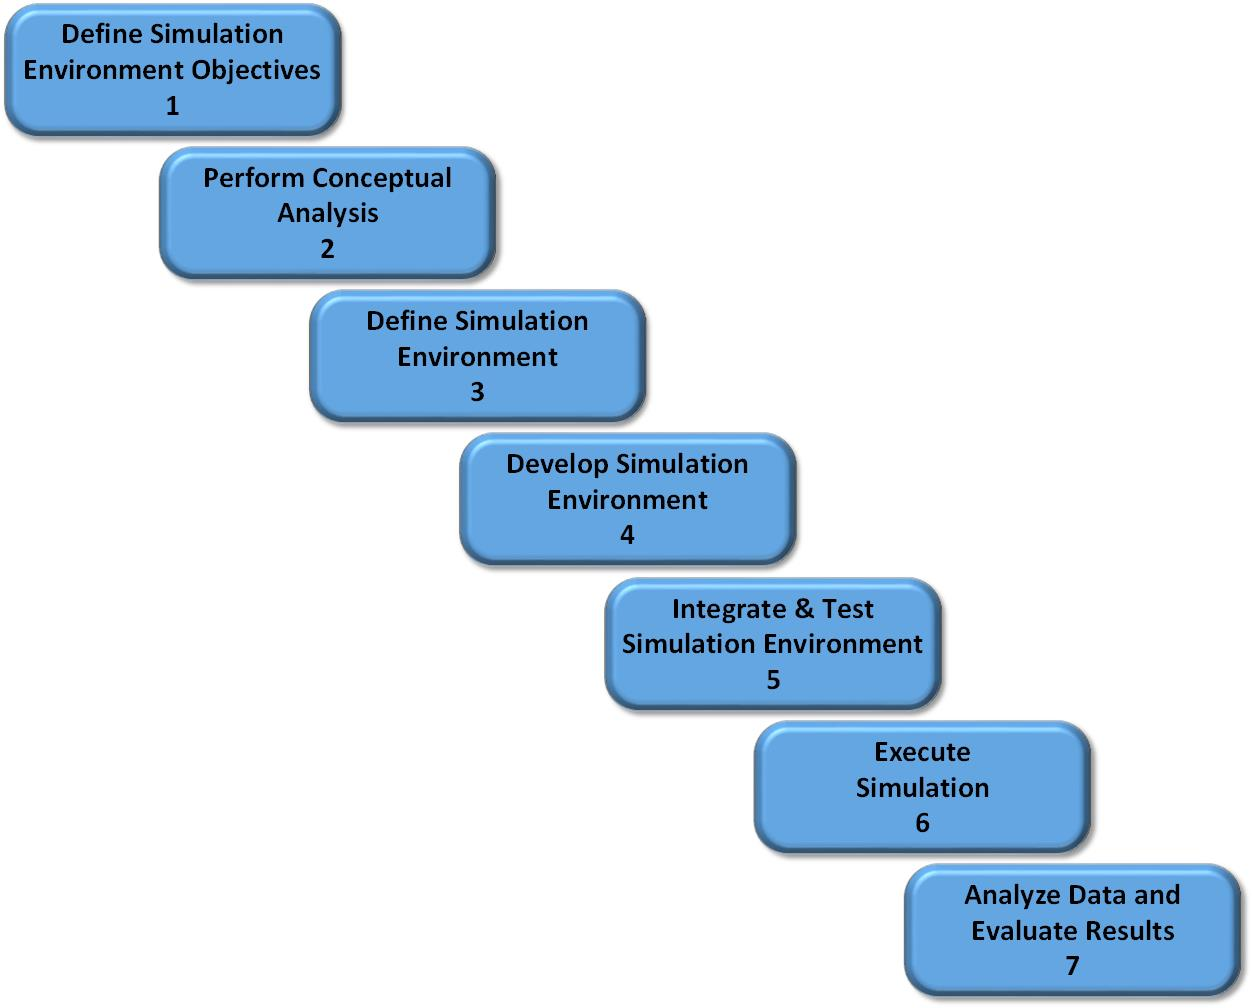 Define Simulation
Environment Objectives
1
Perform Conceptual
Analysis
2
Define Simulation
Environment
3
Develop Simulation
Environment
4
Integrate & Test
Simulation Environment
5
Execute
Simulation
6
Analyze Data and
Evaluate Results
7